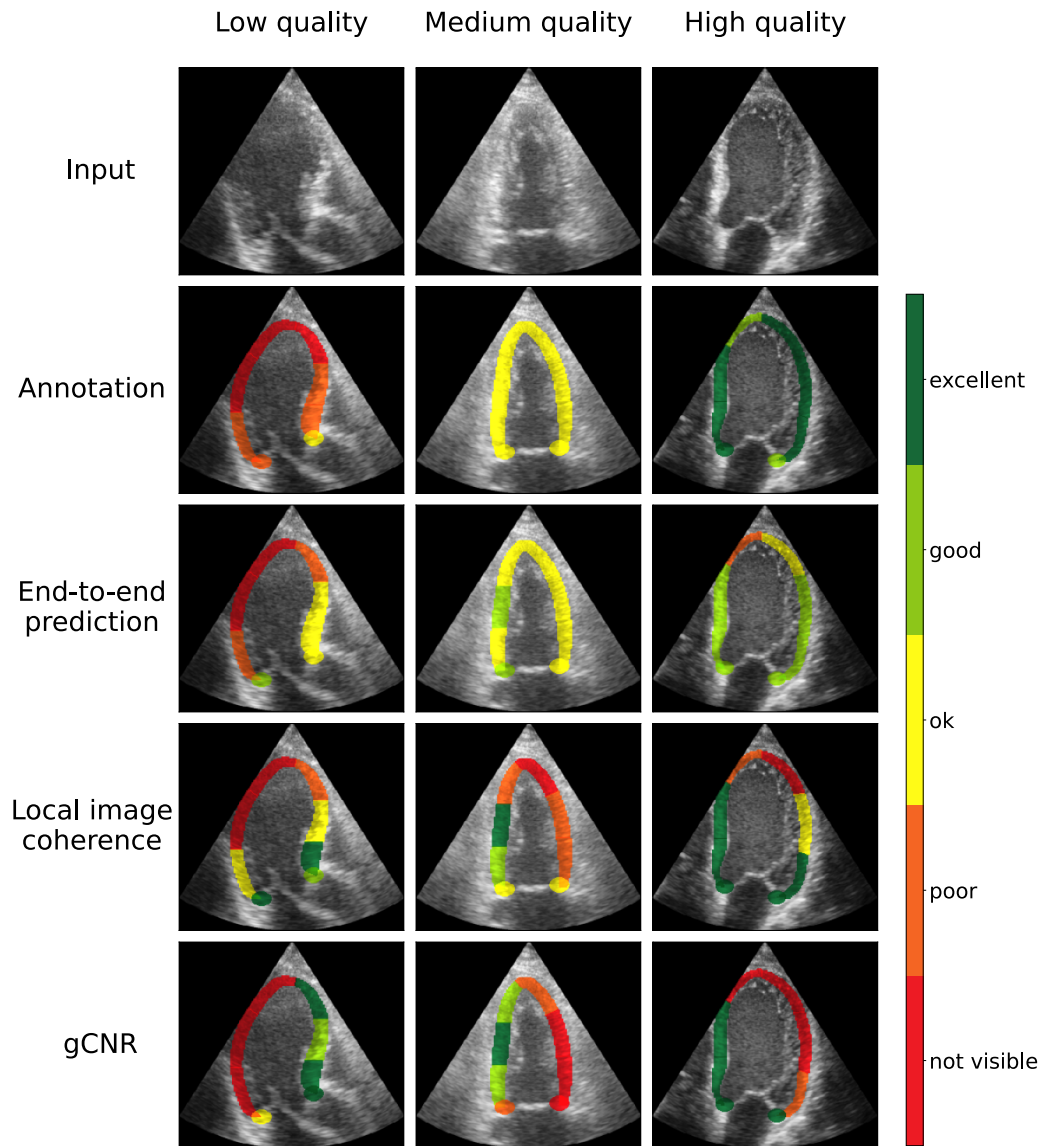 Low quality
Medium quality
High quality
Input
Annotation
End-to-end
prediction
Local image
coherence
gCNR
excellent
good
ok
poor
not visible